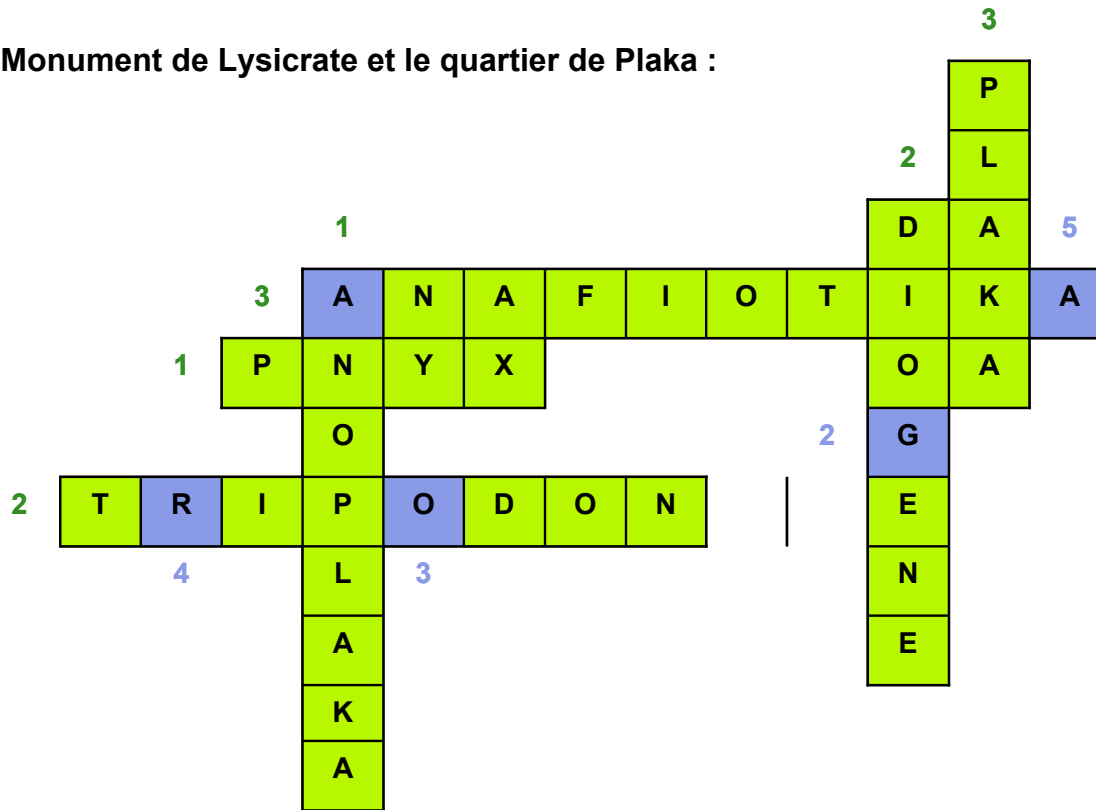 3
Monument de Lysicrate et le quartier de Plaka :
P
2 L
1 D A 5
3 A N A F I O T I K A
1 P N Y X O A
O 2 G
2 T R I P O D O N E
4 L 3 N
A E
K
A